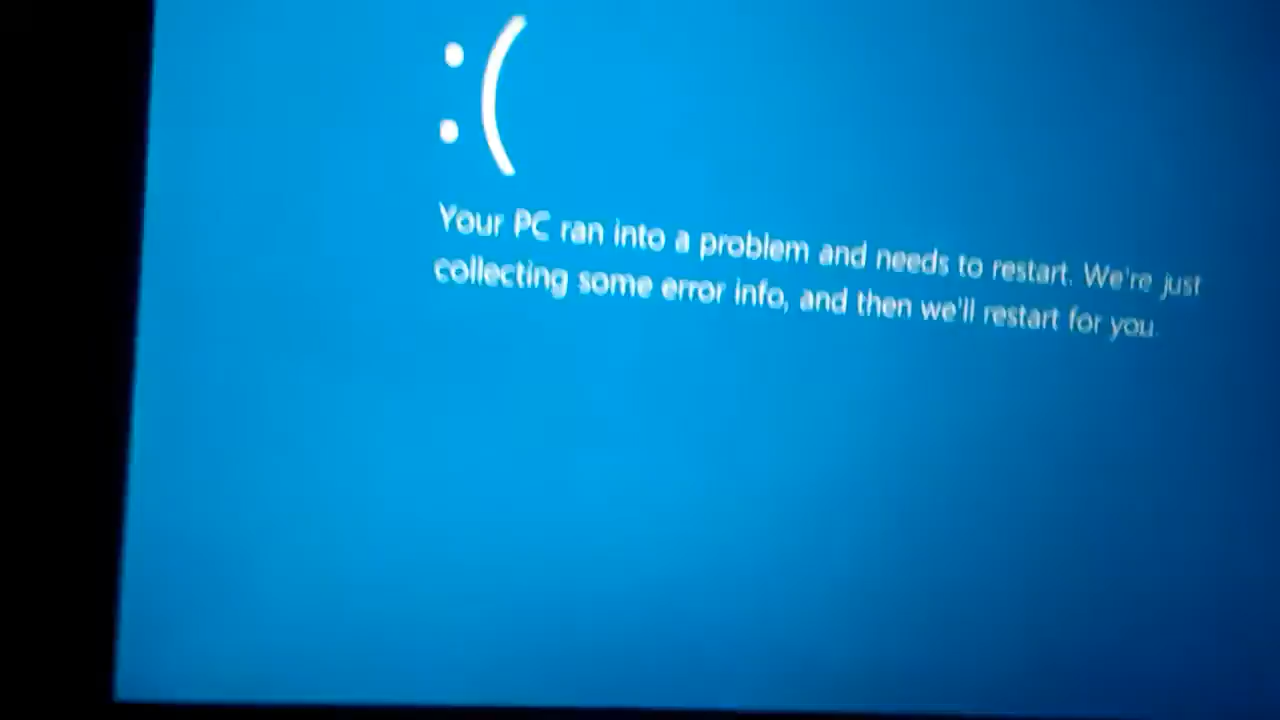 :(
Your PC ran into a problem and needs to restart. We're just
collecting some error info, and then we'll restart for you.